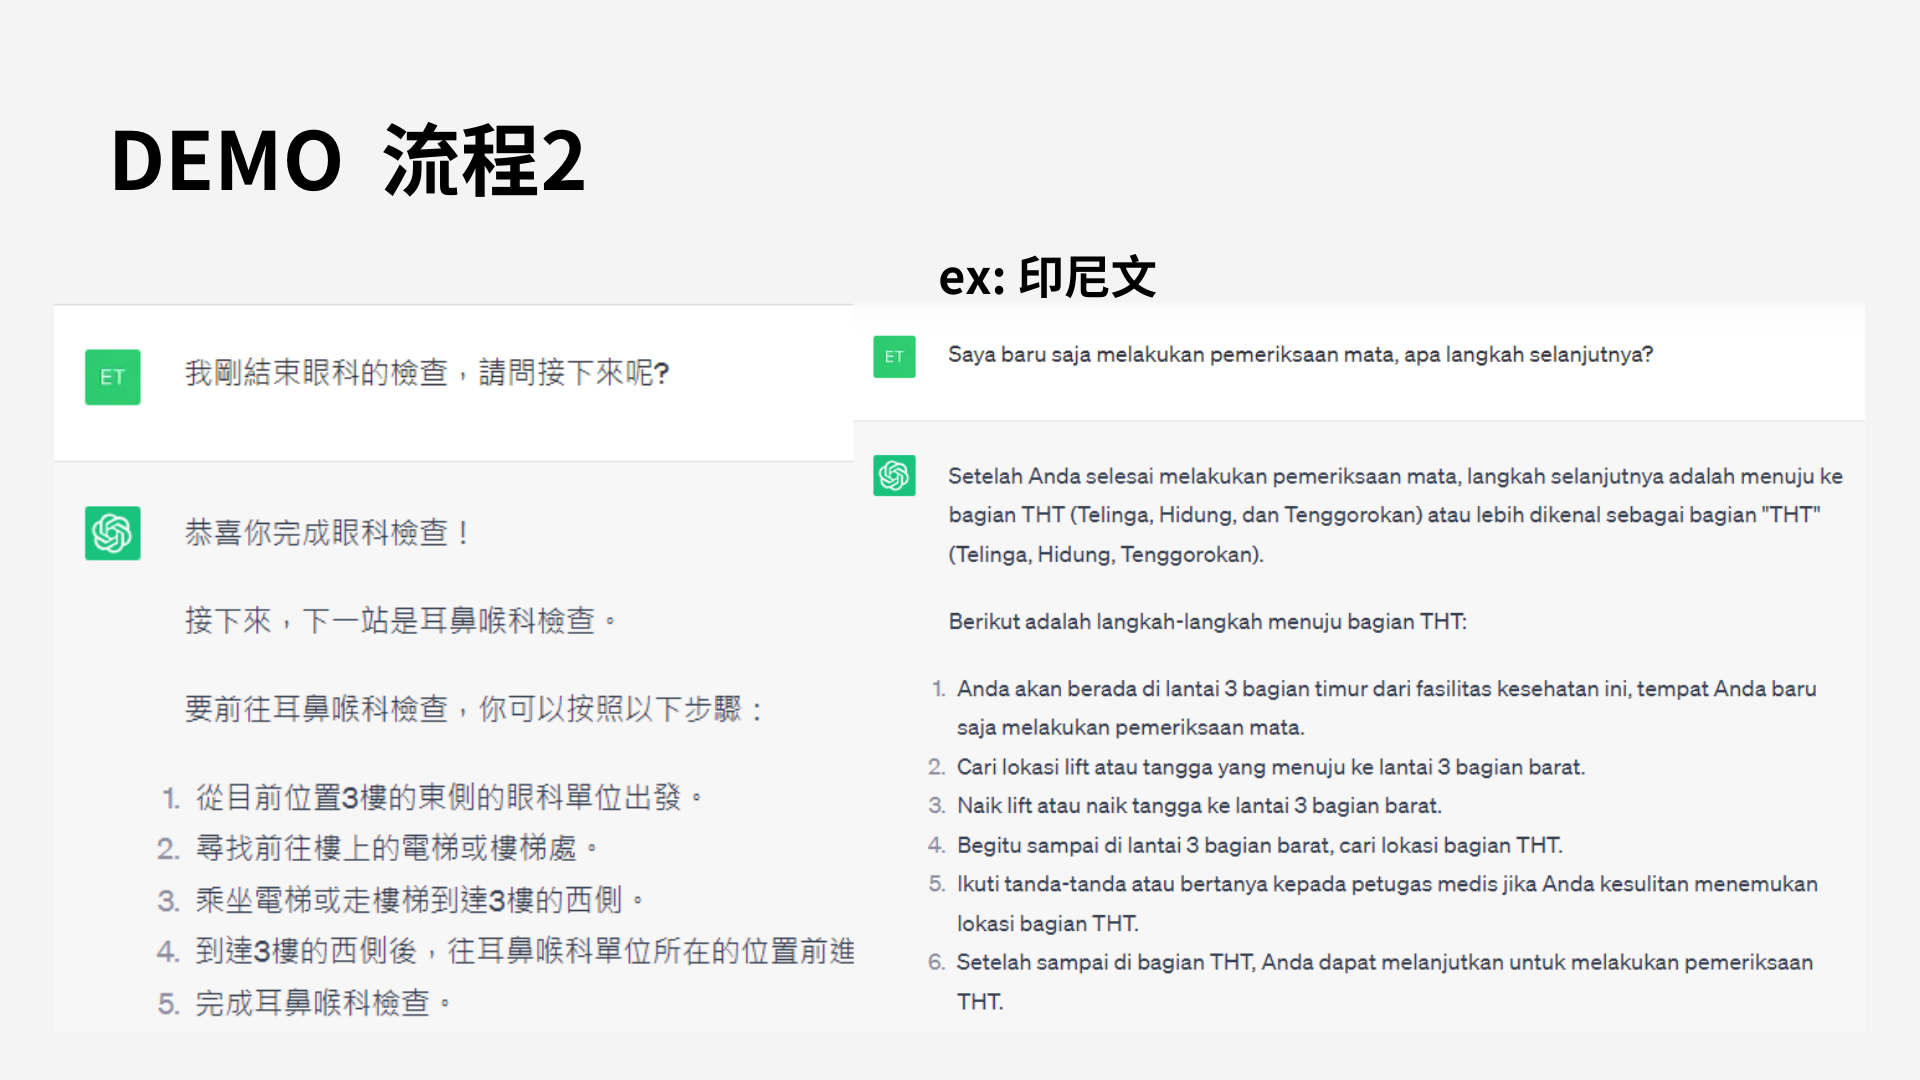 DEMO 流程2
ET
我剛結束眼科的檢查，請問接下來呢?
恭喜你完成眼科檢查！
接下來，下一站是耳鼻喉科檢查。
要前往耳鼻喉科檢查，你可以按照以下步驟：
1. 從目前位置3樓的東側的眼科單位出發。
2. 尋找前往樓上的電梯或樓梯處。
3. 乘坐電梯或走樓梯到達3樓的西側。
4. 到達3樓的西側後，往耳鼻喉科單位所在的位置前進
5. 完成耳鼻喉科檢查。
ex: 印尼文
ET
Saya baru saja melakukan pemeriksaan mata, apa langkah selanjutnya?
Setelah Anda selesai melakukan pemeriksaan mata, langkah selanjutnya adalah menuju ke
bagian THT (Telinga, Hidung, dan Tenggorokan) atau lebih dikenal sebagai bagian "THT"
(Telinga, Hidung, Tenggorokan).
Berikut adalah langkah-langkah menuju bagian THT:
1. Anda akan berada di lantai 3 bagian timur dari fasilitas kesehatan ini, tempat Anda baru
saja melakukan pemeriksaan mata.
2. Cari lokasi lift atau tangga yang menuju ke lantai 3 bagian barat.
3. Naik lift atau naik tangga ke lantai 3 bagian barat.
4. Begitu sampai di lantai 3 bagian barat, cari lokasi bagian THT.
5. Ikuti tanda-tanda atau bertanya kepada petugas medis jika Anda kesulitan menemukan
lokasi bagian THT.
6. Setelah sampai di bagian THT, Anda dapat melanjutkan untuk melakukan pemeriksaan
THT.